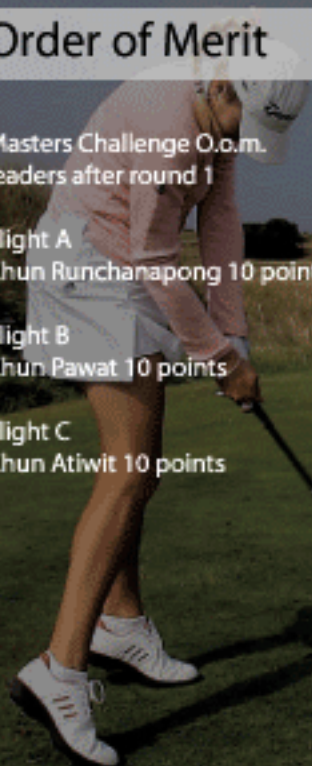 Order of Merit
Masters Challenge O.o.m.
eaders after round 1
light A
hun Runchanapong 10 poin
light B
hun Pawat 10 points
light C
hun Atiwit 10 points